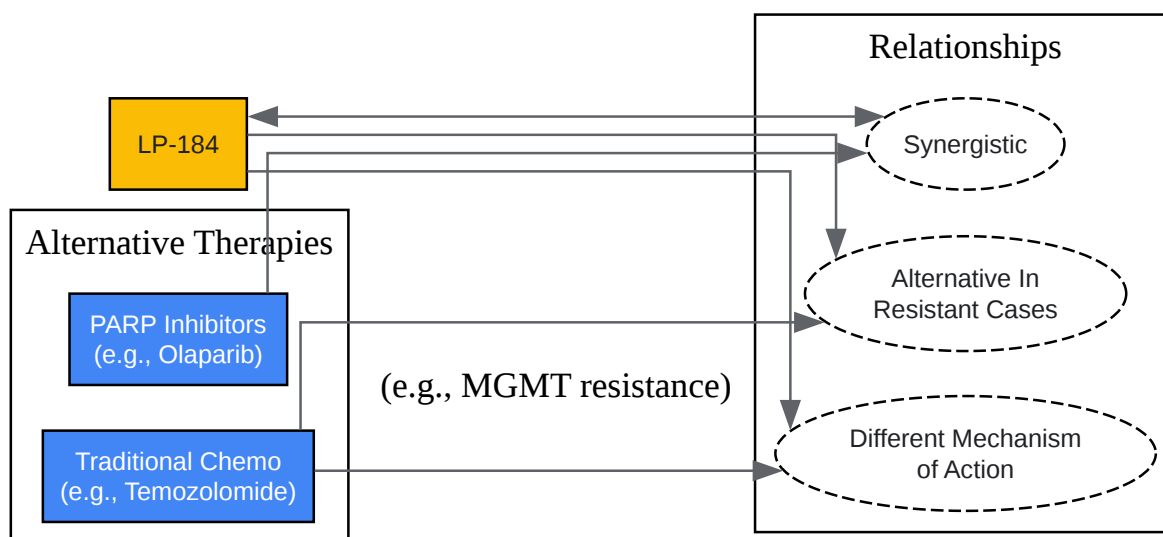 Relationships
LP-184
Synergistic
Alternative Therapies
PARP Inhibitors
(e.g., Olaparib)
Alternative In
Resistant Cases
(e.g., MGMT resistance)
Traditional Chemo
(e.g., Temozolomide)
Different Mechanism
of Action